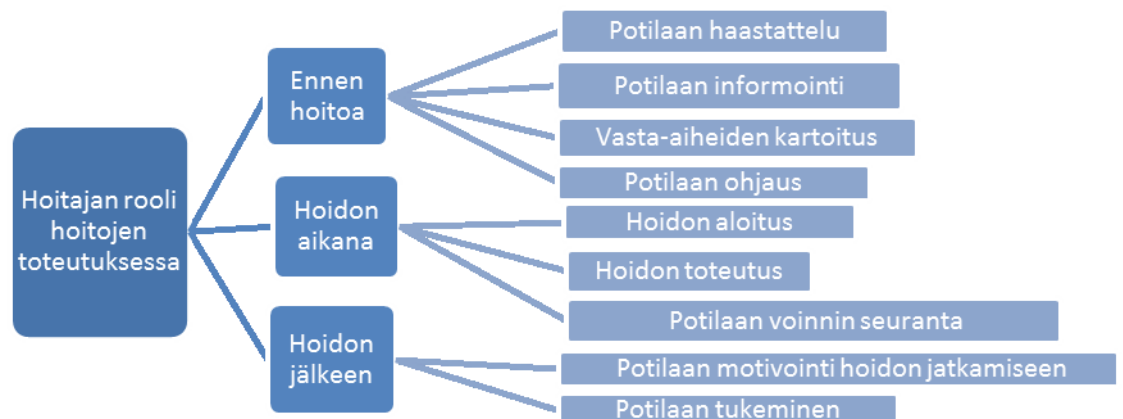 Hoitajan rooli
hoitojen
toteutuksessa
Ennen
hoitoa
Potilaan haastattelu
Potilaan informointi
Vasta-aiheiden kartoitus
Potilaan ohjaus
Hoidon
aikana
Hoidon aloitus
Hoidon toteutus
Potilaan voinnin seuranta
Hoidon
jälkeen
Potilaan motivointi hoidon jatkamiseen
Potilaan tukeminen